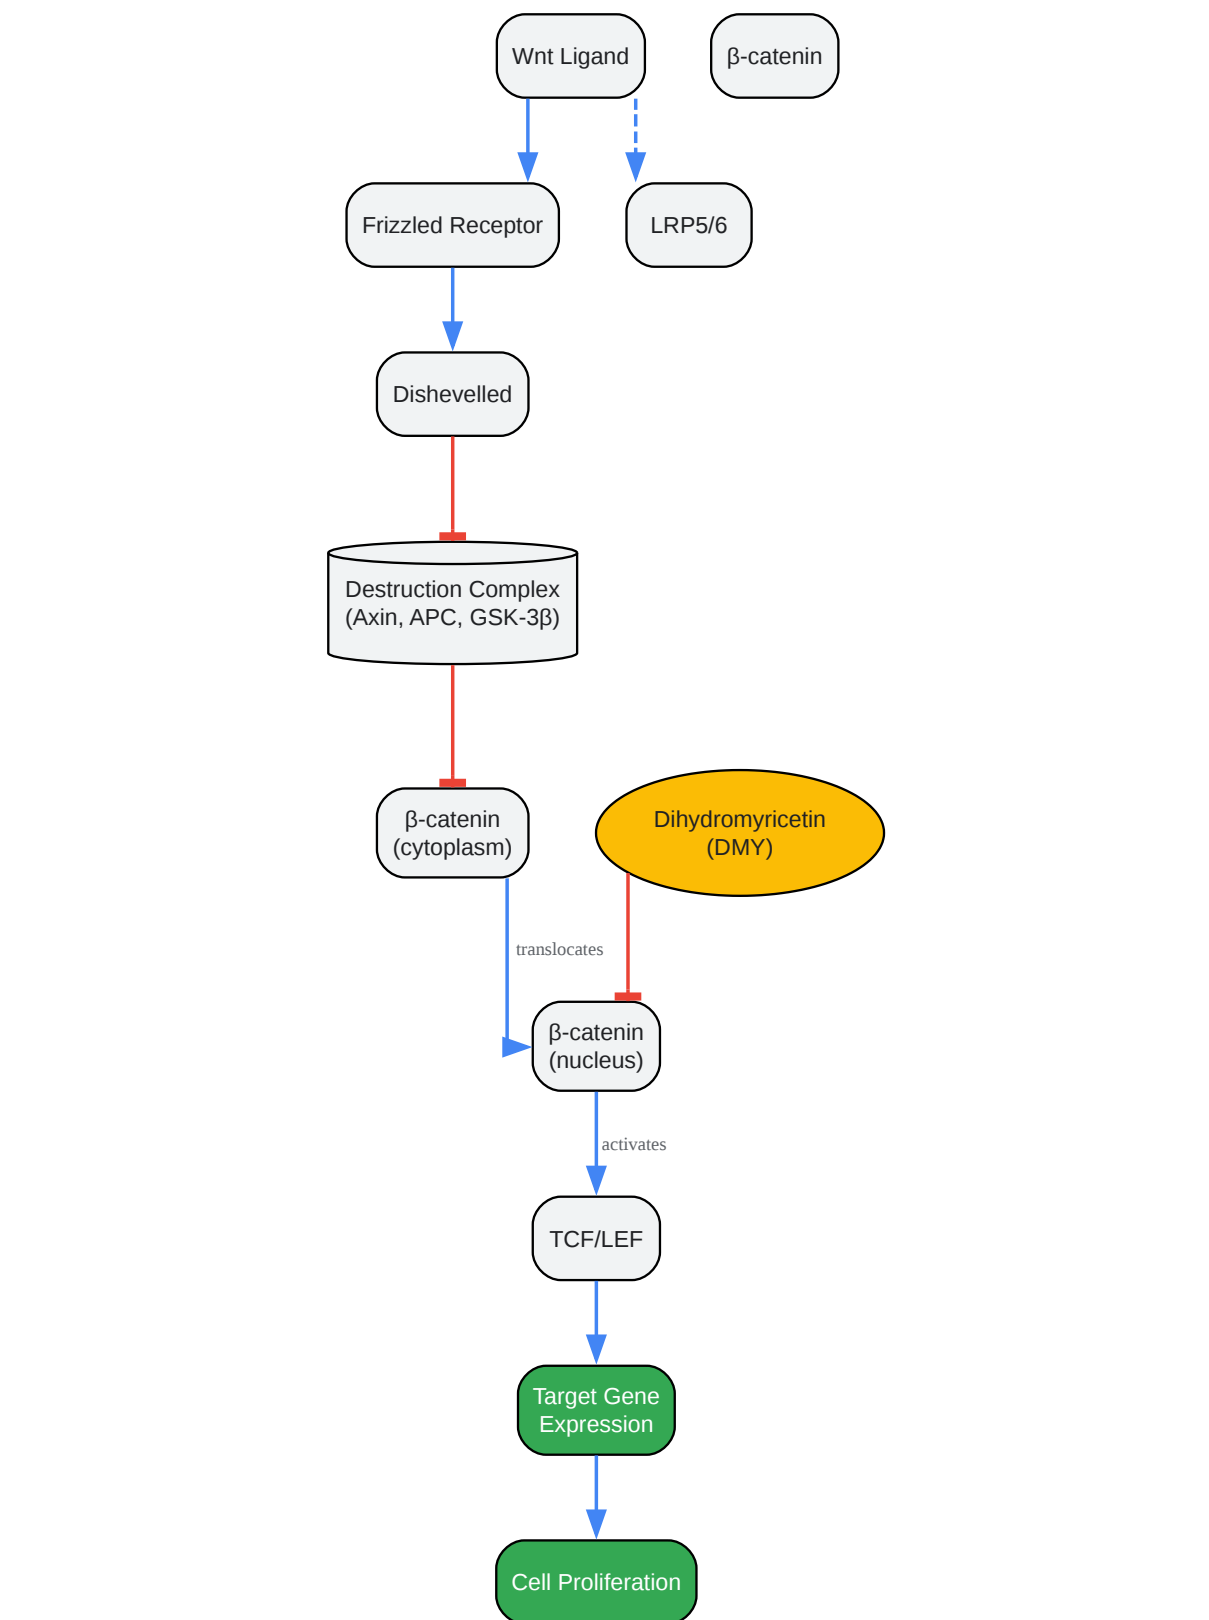 Wnt Ligand
β-catenin
Frizzled Receptor
LRP5/6
Dishevelled
Destruction Complex
(Axin, APC, GSK-3β)
β-catenin
(cytoplasm)
Dihydromyricetin
(DMY)
translocates
β-catenin
(nucleus)
activates
TCF/LEF
Target Gene
Expression
Cell Proliferation